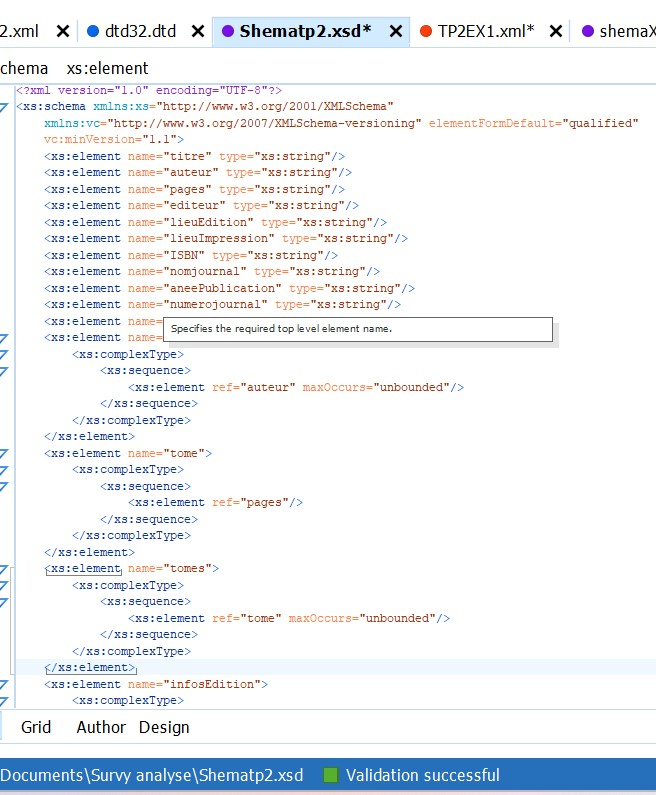 2.xml dtd32.dtd Shematp2.xsd* TP2EX1.xml* shemaX
chema xs:element
<?xml version="1.0" encoding="UTF-8"?>
<xs:schema xmlns:xs="http://www.w3.org/2001/XMLSchema"
xmlns:vc="http://www.w3.org/2007/XMLSchema-versioning" elementFormDefault="qualified"
vc:minVersion="1.1">
<xs:element name="titre" type="xs:string"/>
<xs:element name="auteur" type="xs:string"/>
<xs:element name="pages" type="xs:string"/>
<xs:element name="editeur" type="xs:string"/>
<xs:element name="lieuEdition" type="xs:string"/>
<xs:element name="lieuImpression" type="xs:string"/>
<xs:element name="ISBN" type="xs:string"/>
<xs:element name="nomjournal" type="xs:string"/>
<xs:element name="aneePublication" type="xs:string"/>
<xs:element name="numerojournal" type="xs:string"/>
<xs:element name=
Specifies the required top level element name.
<xs:element name=
<xs:complexType>
<xs:sequence>
<xs:element ref="auteur" maxOccurs="unbounded"/>
</xs:sequence>
</xs:complexType>
</xs:element>
<xs:element name="tome">
<xs:complexType>
<xs:sequence>
<xs:element ref="pages"/>
</xs:sequence>
</xs:complexType>
</xs:element>
<xs:element name="tomes">
<xs:complexType>
<xs:sequence>
<xs:element ref="tome" maxOccurs="unbounded"/>
</xs:sequence>
</xs:complexType>
</xs:element>
<xs:element name="infosEdition">
<xs:complexType>
Grid Author Design
Documents\Survy analyse\Shematp2.xsd Validation successful